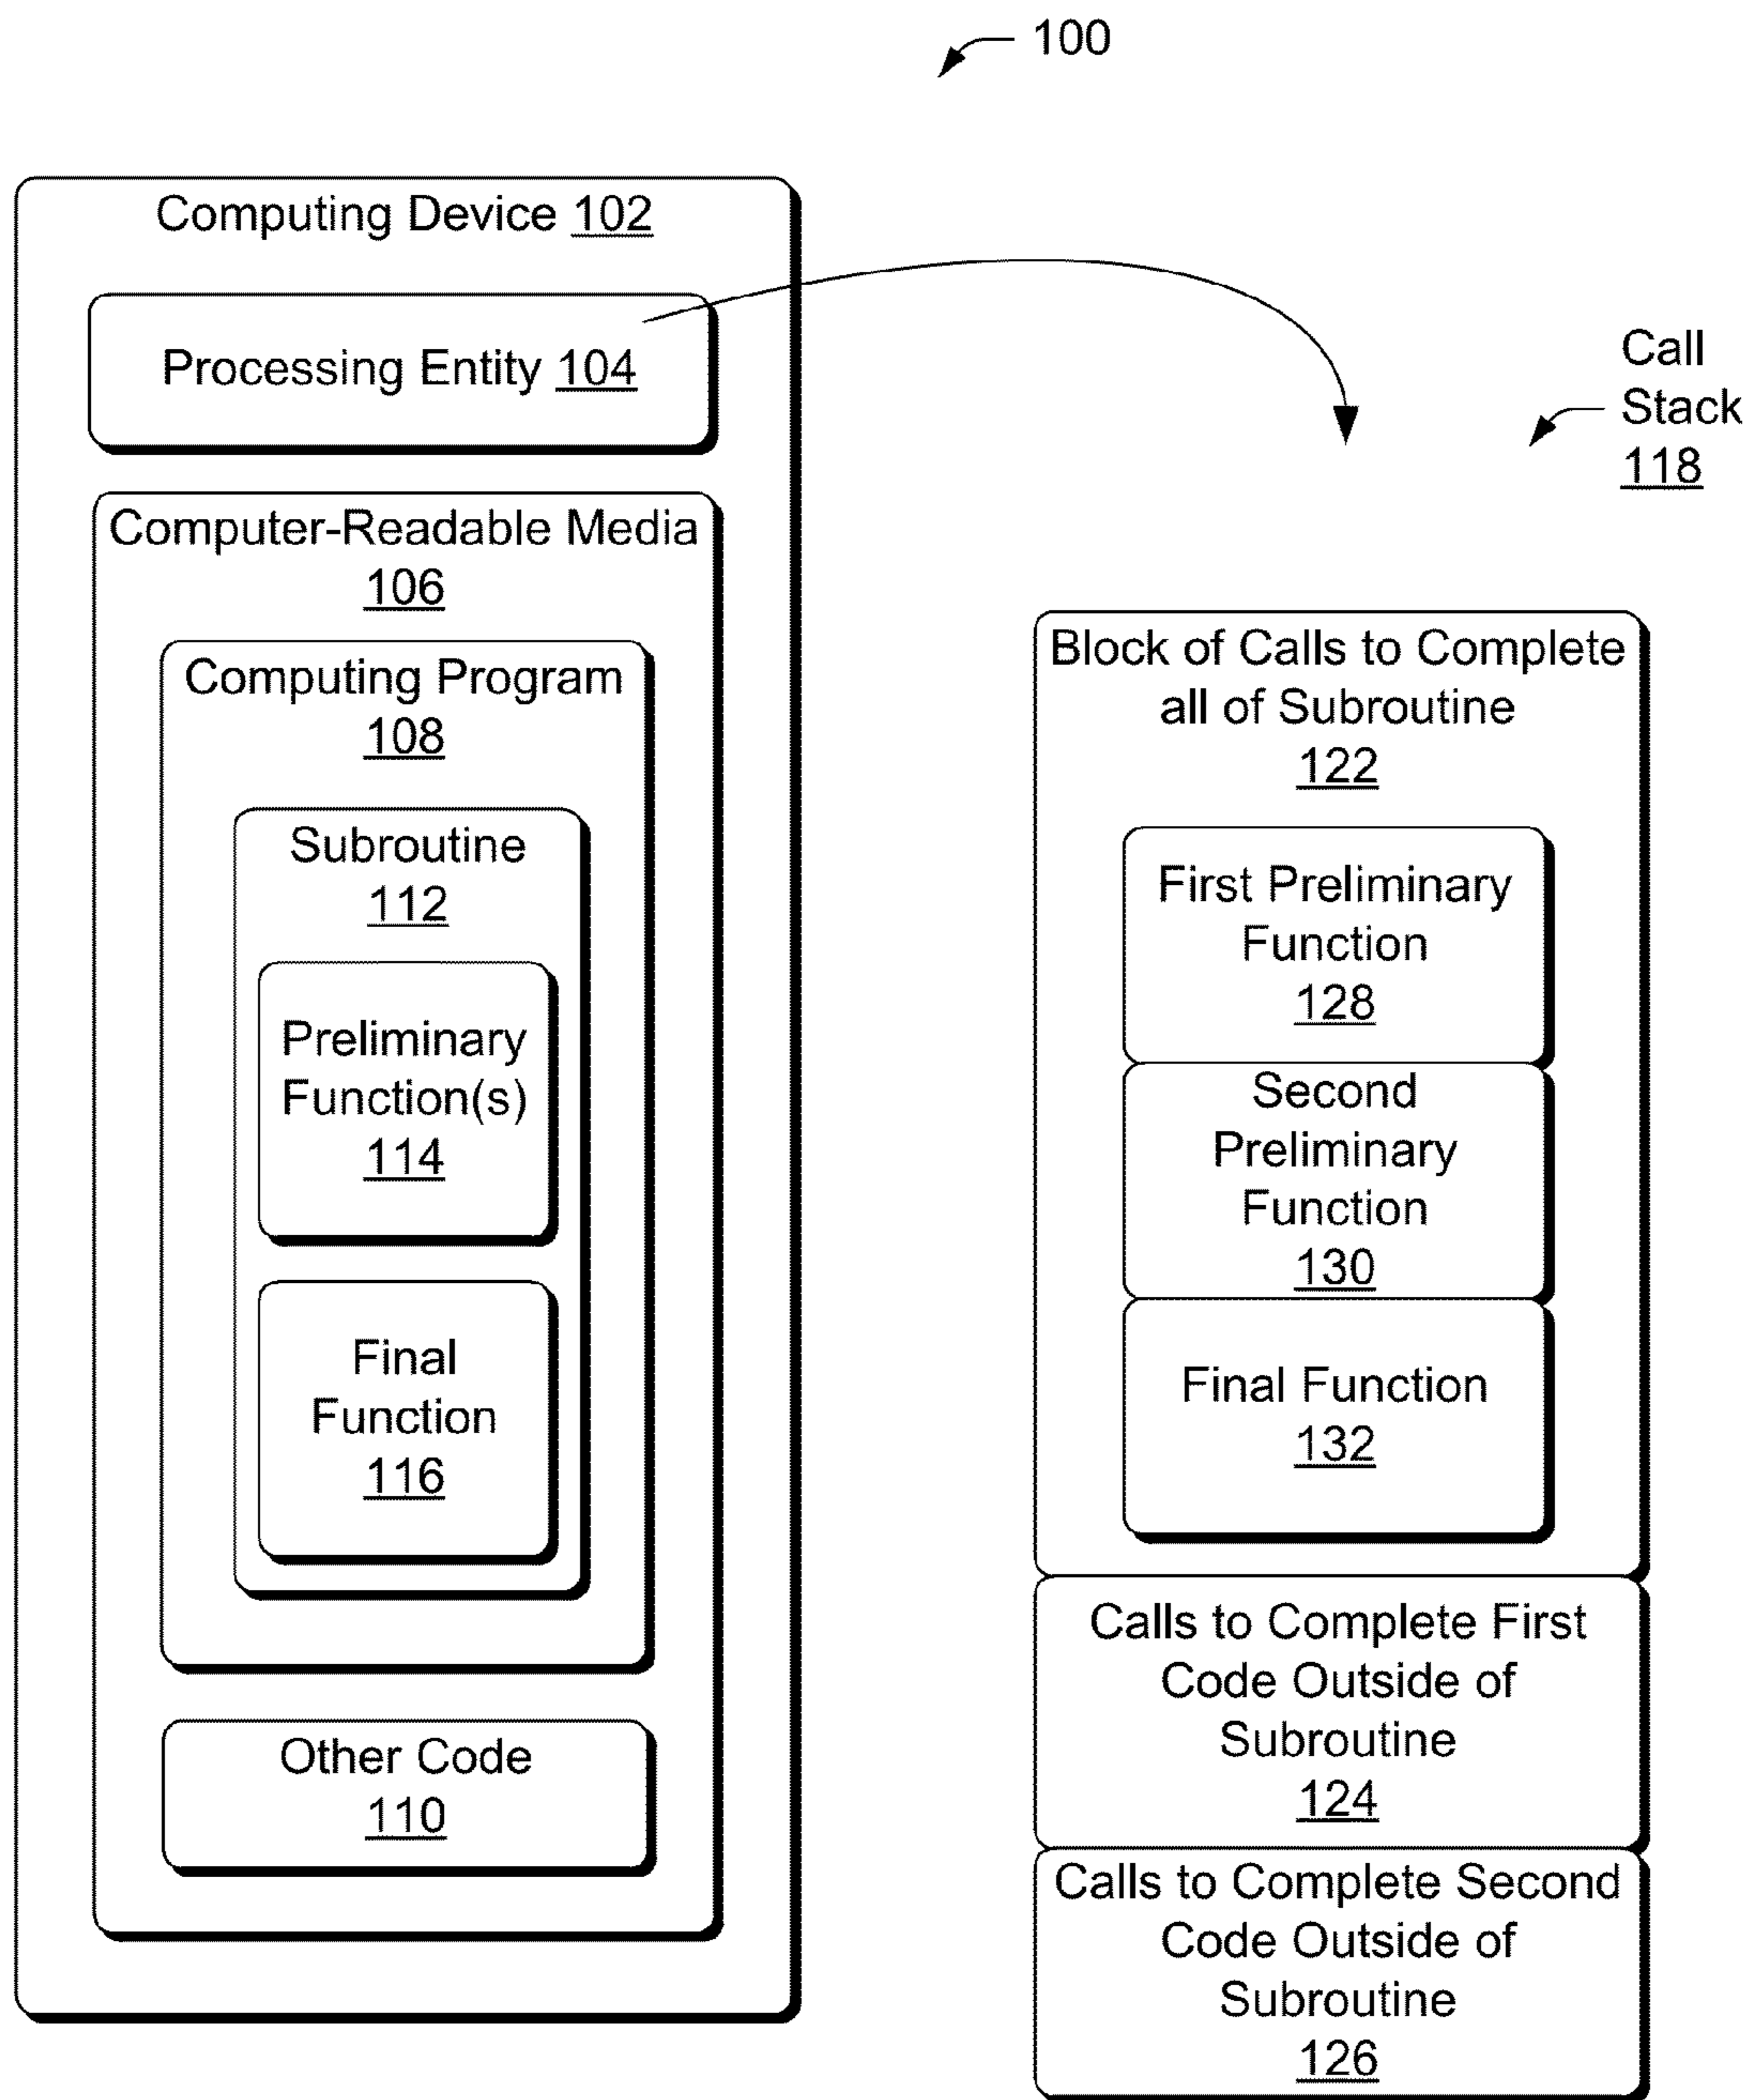 100
Computing Device 102
Processing Entity 104
Computer-Readable Media
106
Computing Program
108
Subroutine
112
Preliminary
Function(s)
114
Final
Function
116
Other Code
110
Call
Stack
118
Block of Calls to Complete
all of Subroutine
122
First Preliminary
Function
128
Second
Preliminary
Function
130
Final Function
132
Calls to Complete First
Code Outside of
Subroutine
124
Calls to Complete Second
Code Outside of
Subroutine
126